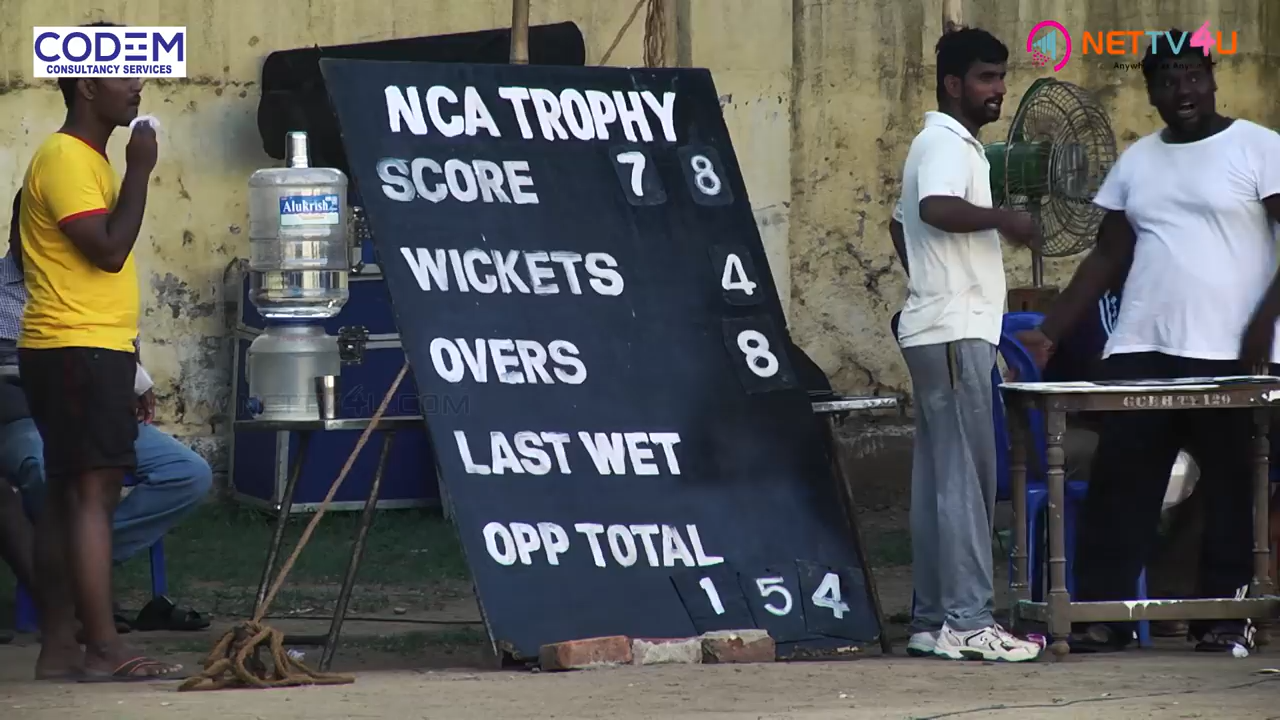 CODEM
CONSULTANCY SERVICES
NETTV4U
NCA TROPHY
SCORE 7 8
Alukrish
WICKETS 4
OVERS 8
LAST WET
OPP TOTAL
1 5 4